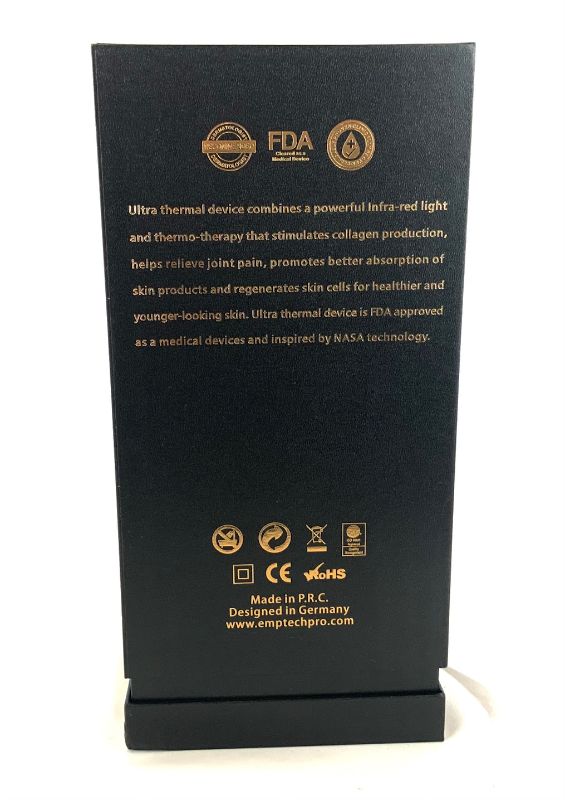 DERMATOLOGIST
RECOMMENDED
DERMATOLOGIST
FDA
Cleared as a
Medical Device
Ultra thermal device combines a powerful Infra-red light
and thermo-therapy that stimulates collagen production,
helps relieve joint pain, promotes better absorption of
skin products and regenerates skin cells for healthier and
younger-looking skin. Ultra thermal device is FDA approved
as a medical devices and inspired by NASA technology.
CE
RoHS
Made in P.R.C.
Designed in Germany
www.emptechpro.com